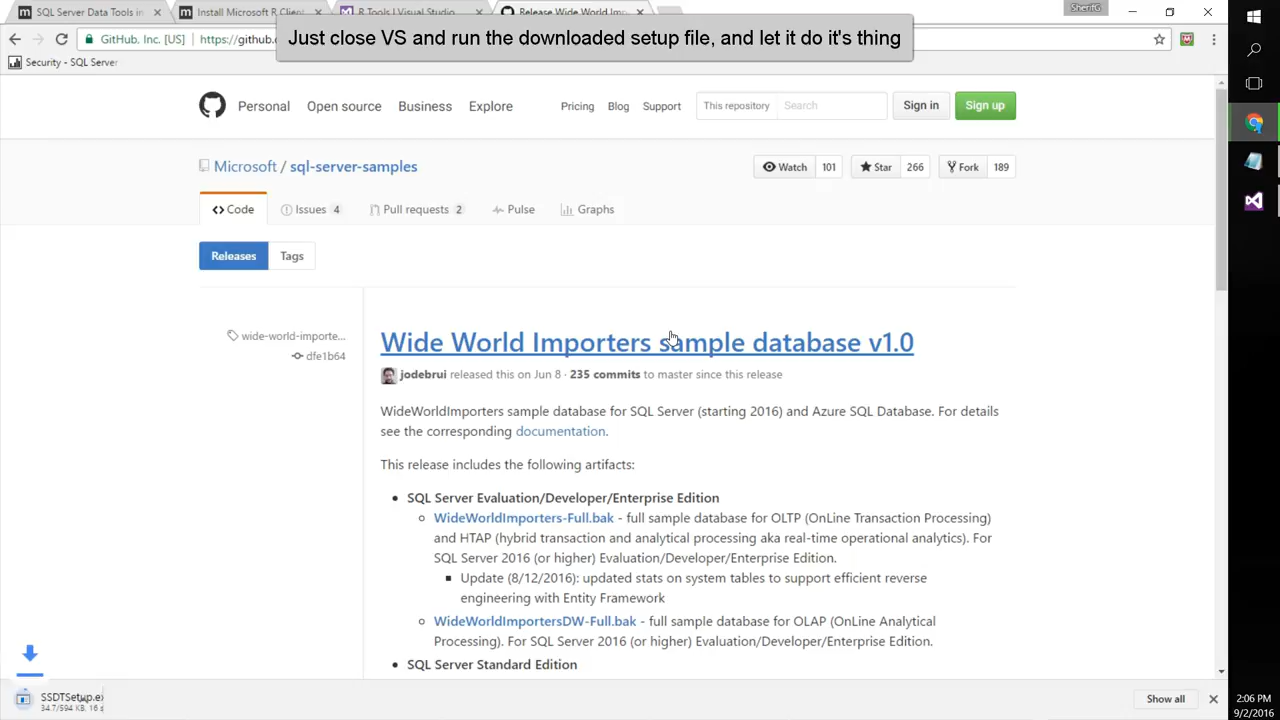 SQL Server Data Tools in
Install Microsoft R Client
R Tools | Visual Studio
Release Wide World Im
SherifG
GitHub, Inc. [US]
https://github.c
Just close VS and run the downloaded setup file, and let it do it's thing
Security - SQL Server
Personal
Open source
Business
Explore
Pricing
Blog
Support
This repository
Search
Sign in
Sign up
Microsoft / sql-server-samples
Watch 101
Star 266
Fork 189
Code
Issues 4
Pull requests 2
Pulse
Graphs
Releases
Tags
wide-world-importe...
dfe1b64
Wide World Importers sample database v1.0
jodebrui released this on Jun 8 · 235 commits to master since this release
WideWorldImporters sample database for SQL Server (starting 2016) and Azure SQL Database. For details
see the corresponding documentation.
This release includes the following artifacts:
SQL Server Evaluation/Developer/Enterprise Edition
WideWorldImporters-Full.bak - full sample database for OLTP (OnLine Transaction Processing)
and HTAP (hybrid transaction and analytical processing aka real-time operational analytics). For
SQL Server 2016 (or higher) Evaluation/Developer/Enterprise Edition.
Update (8/12/2016): updated stats on system tables to support efficient reverse
engineering with Entity Framework
WideWorldImportersDW-Full.bak - full sample database for OLAP (OnLine Analytical
Processing). For SQL Server 2016 (or higher) Evaluation/Developer/Enterprise Edition.
SQL Server Standard Edition
SSDTSetup.ex
34.7/594 KB, 16 s
Show all
2:06 PM
9/2/2016